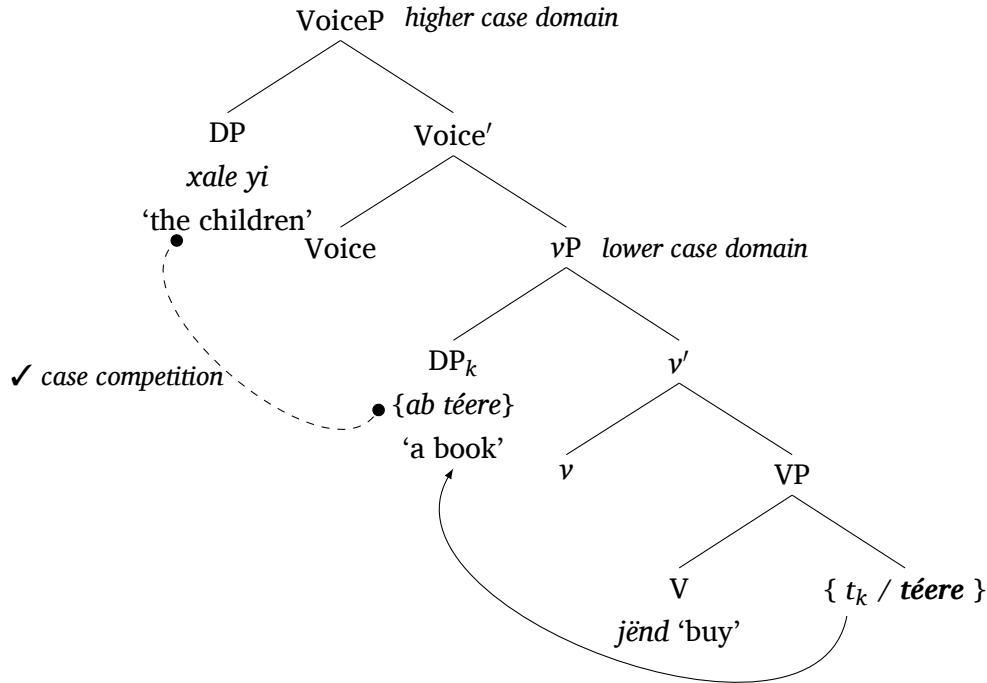 VoiceP higher case domain
DP Voice′
xale yi
‘the children’
Voice vP lower case domain
DPk v′
✓ case competition {ab téere}
‘a book’ v VP
V { tk / téere }
jënd ‘buy’